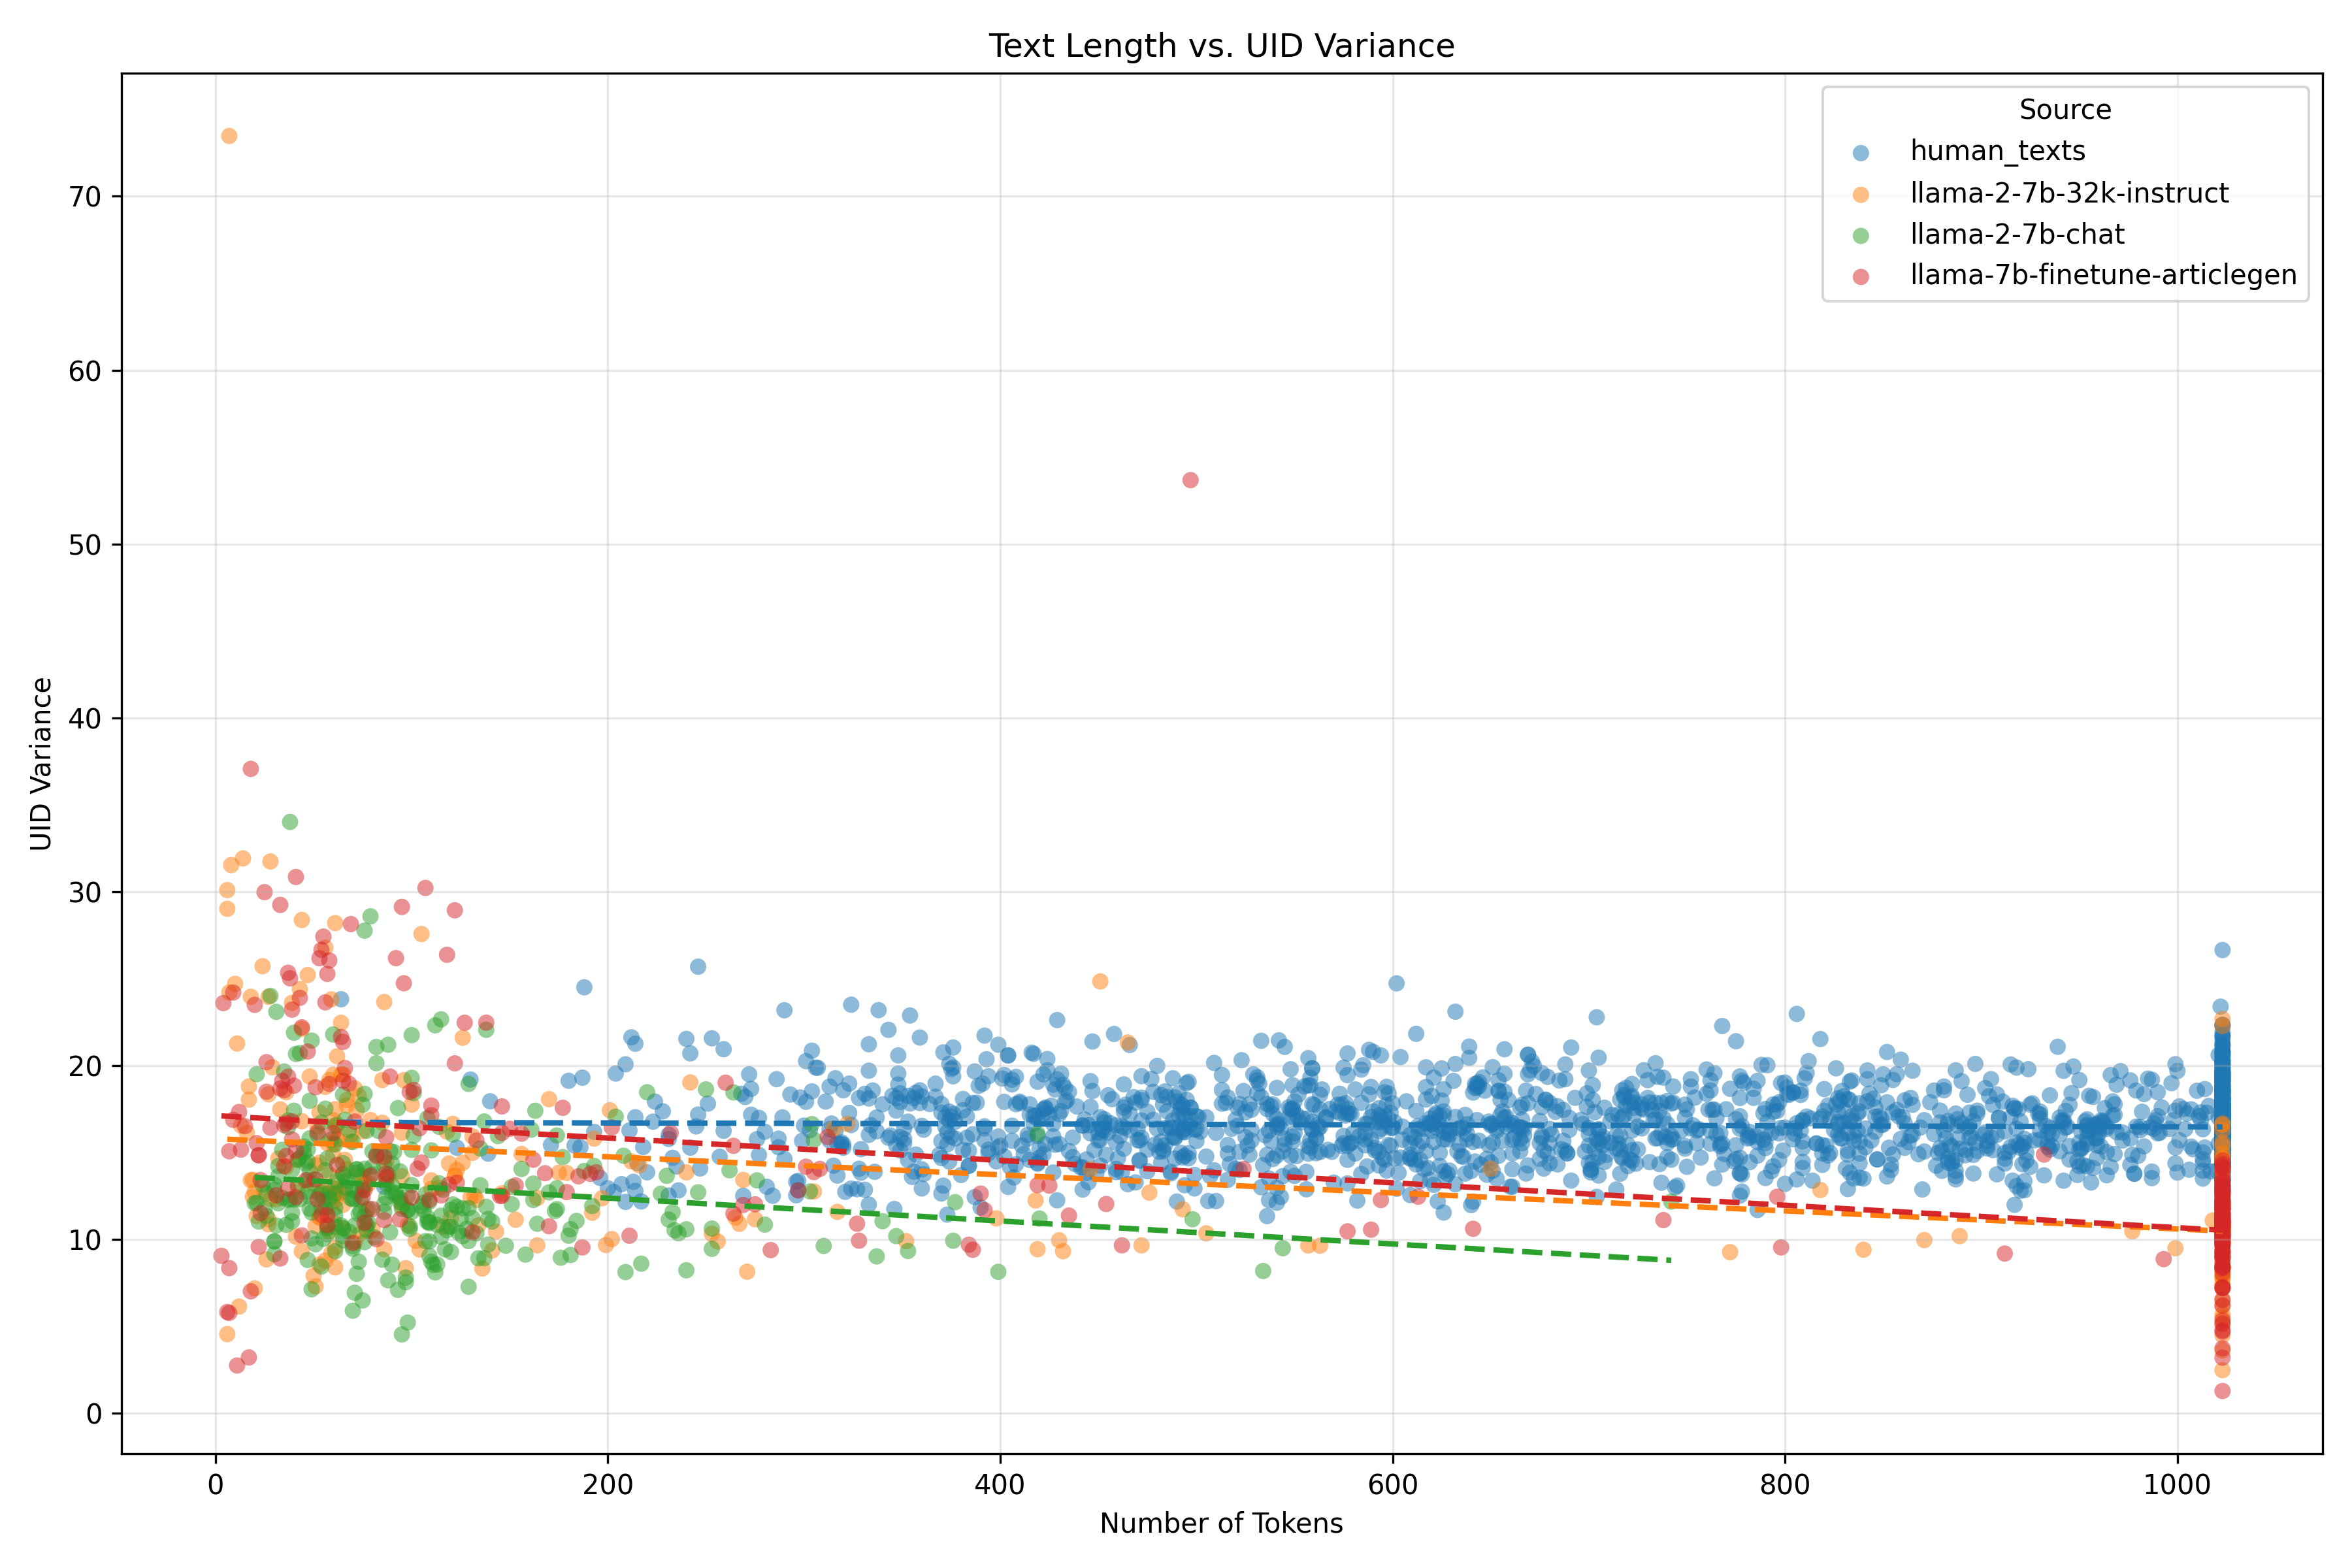 Text Length vs. UID Variance
Source
human_texts
llama-2-7b-32k-instruct
llama-2-7b-chat
llama-7b-finetune-articlegen
UID Variance
70
60
50
40
30
20
10
0
0 200 400 600 800 1000
Number of Tokens